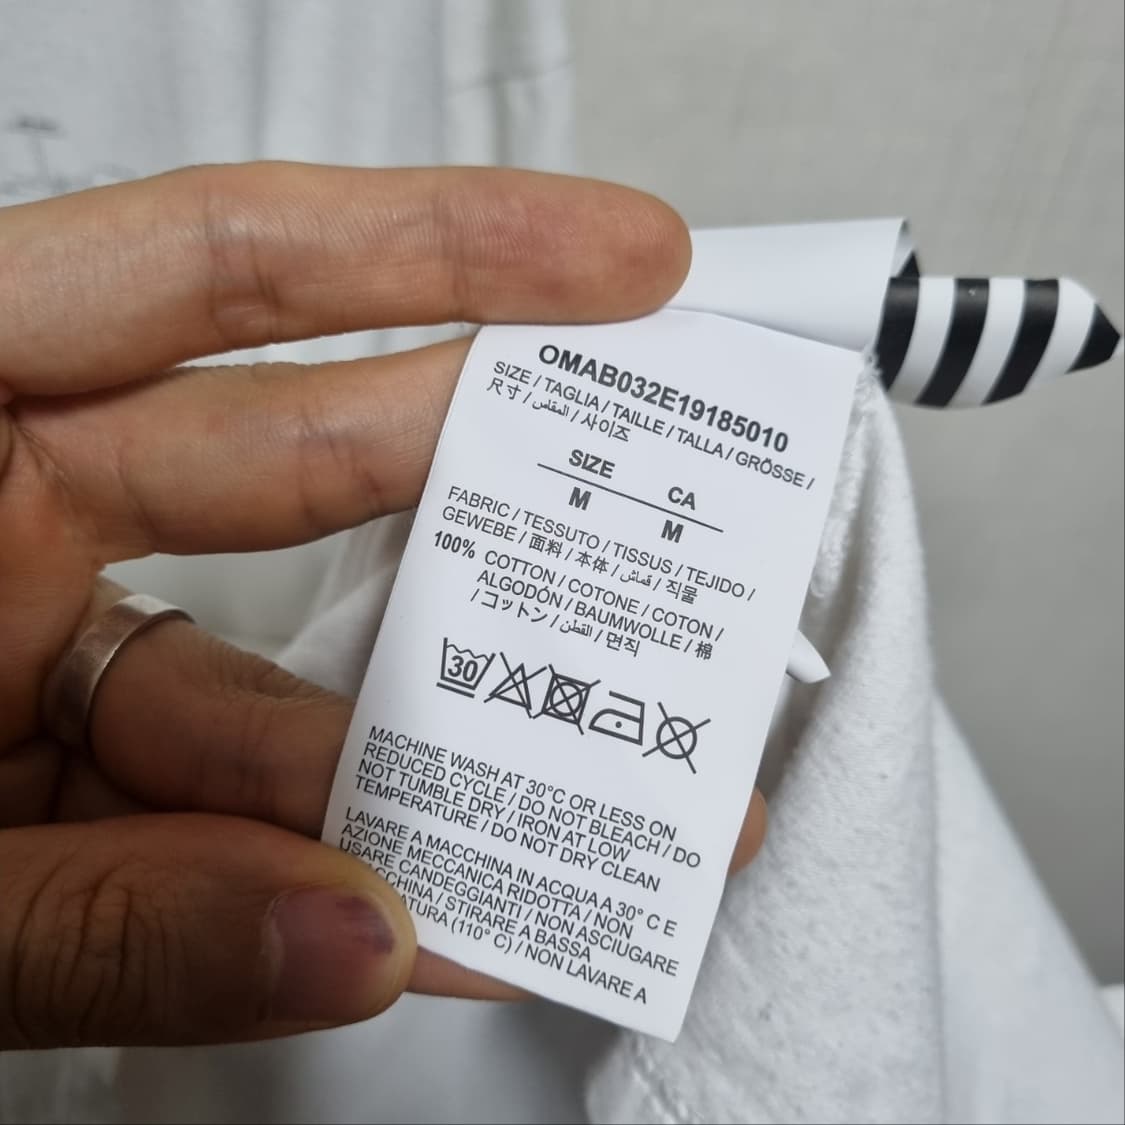 OMAB032E19185010
SIZE / TAGLIA / TAILLE / TALLA / GRÖSSE /
尺寸 / المقاس / 사이즈
SIZE CA
M M
FABRIC / TESSUTO / TISSUS / TEJIDO /
GEWEBE / 面料 / 本体 / قماش / 직물
100% COTTON / COTONE / COTON /
ALGODÓN / BAUMWOLLE / 棉
/ コットン / القطن / 면직
30
MACHINE WASH AT 30°C OR LESS ON
REDUCED CYCLE / DO NOT BLEACH / DO
NOT TUMBLE DRY / IRON AT LOW
TEMPERATURE / DO NOT DRY CLEAN
LAVARE A MACCHINA IN ACQUA A 30° C E
AZIONE MECCANICA RIDOTTA / NON
USARE CANDEGGIANTI / NON ASCIUGARE
CCHINA / STIRARE A BASSA
ATURA (110° C) / NON LAVARE A